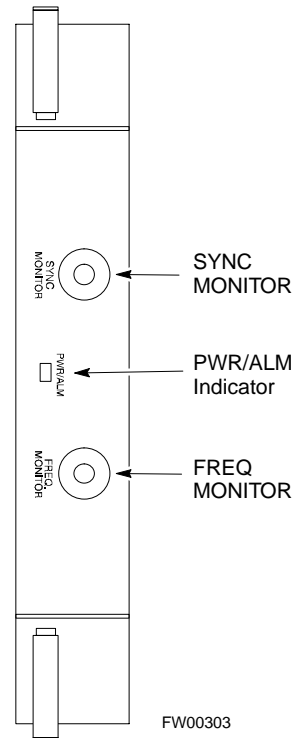 SYNC
MONITOR
SYNC
MONITOR
PWR/ALM
PWR/ALM
Indicator
FREQ.
MONITOR
FREQ
MONITOR
FW00303